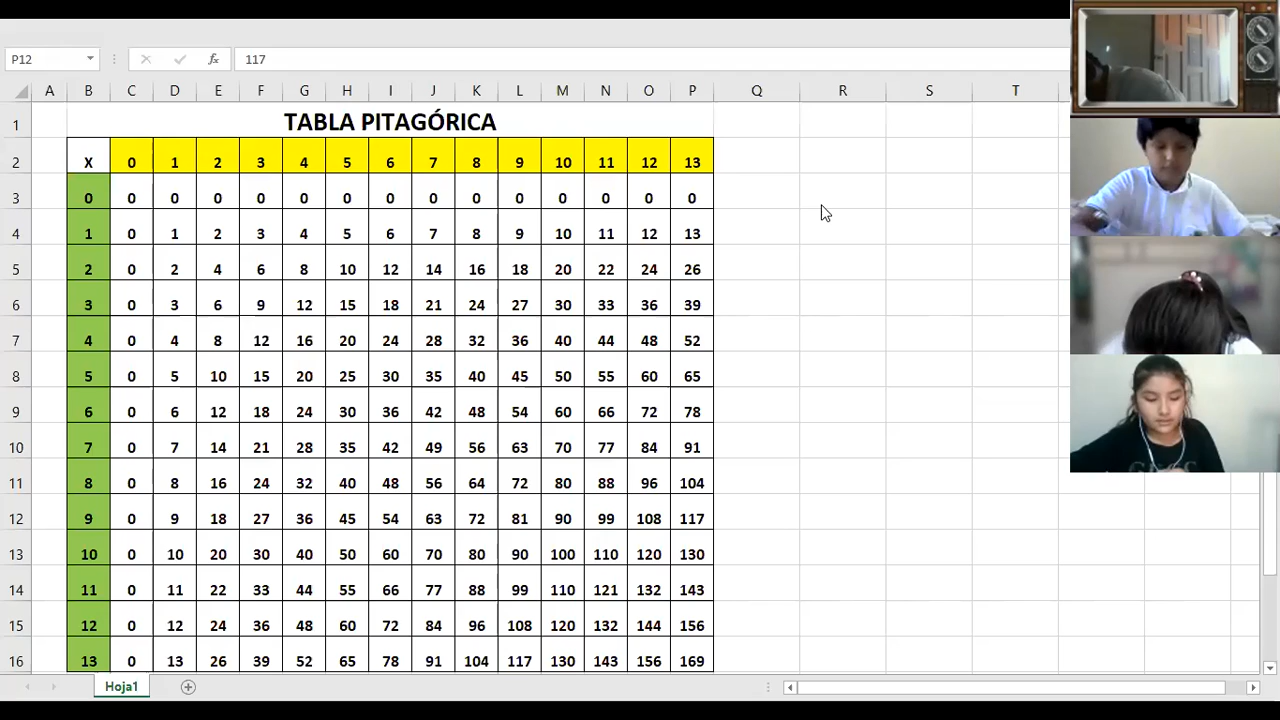 P12 fx 117
A B C D E F G H I J K L M N O P Q R S T
1 TABLA PITAGÓRICA
2 X 0 1 2 3 4 5 6 7 8 9 10 11 12 13
3 0 0 0 0 0 0 0 0 0 0 0 0 0 0 0
4 1 0 1 2 3 4 5 6 7 8 9 10 11 12 13
5 2 0 2 4 6 8 10 12 14 16 18 20 22 24 26
6 3 0 3 6 9 12 15 18 21 24 27 30 33 36 39
7 4 0 4 8 12 16 20 24 28 32 36 40 44 48 52
8 5 0 5 10 15 20 25 30 35 40 45 50 55 60 65
9 6 0 6 12 18 24 30 36 42 48 54 60 66 72 78
10 7 0 7 14 21 28 35 42 49 56 63 70 77 84 91
11 8 0 8 16 24 32 40 48 56 64 72 80 88 96 104
12 9 0 9 18 27 36 45 54 63 72 81 90 99 108 117
13 10 0 10 20 30 40 50 60 70 80 90 100 110 120 130
14 11 0 11 22 33 44 55 66 77 88 99 110 121 132 143
15 12 0 12 24 36 48 60 72 84 96 108 120 132 144 156
16 13 0 13 26 39 52 65 78 91 104 117 130 143 156 169
Hoja1